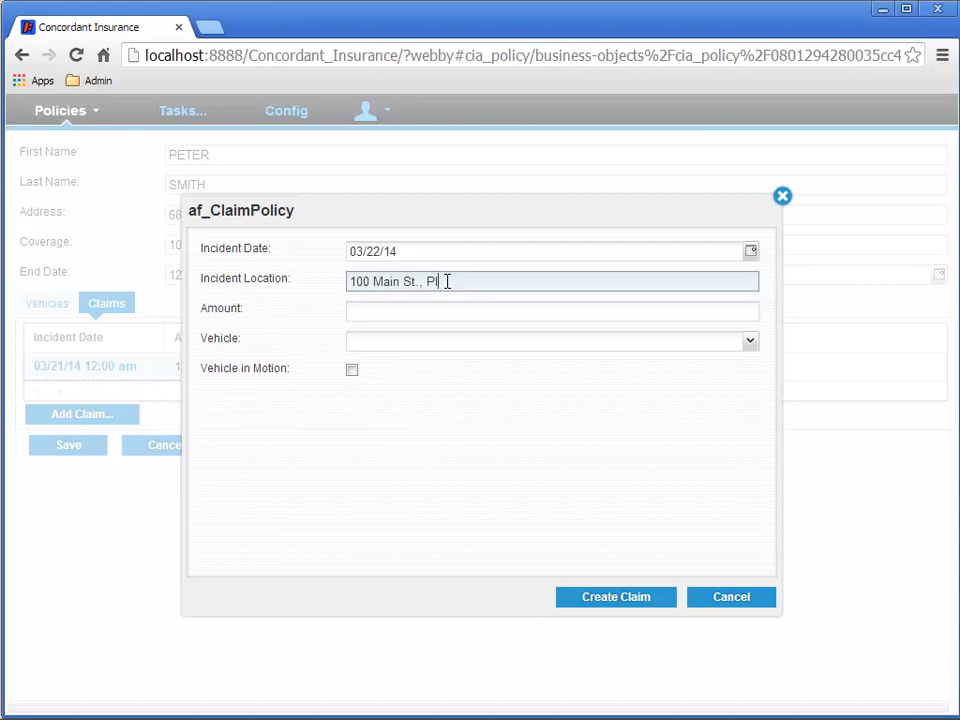 Concordant Insurance
localhost:8888/Concordant_Insurance/?webby#cia_policy/business-objects%2Fcia_policy%2F0801294280035cc4
Apps Admin
Policies Tasks... Config
First Name: PETER
Last Name: SMITH
Address: 68
Coverage: 10
End Date: 12
Vehicles Claims
Incident Date A
03/21/14 12:00 am 1
Add Claim...
Save Cance
af_ClaimPolicy
Incident Date: 03/22/14
Incident Location: 100 Main St., Pl
Amount:
Vehicle:
Vehicle in Motion:
Create Claim Cancel